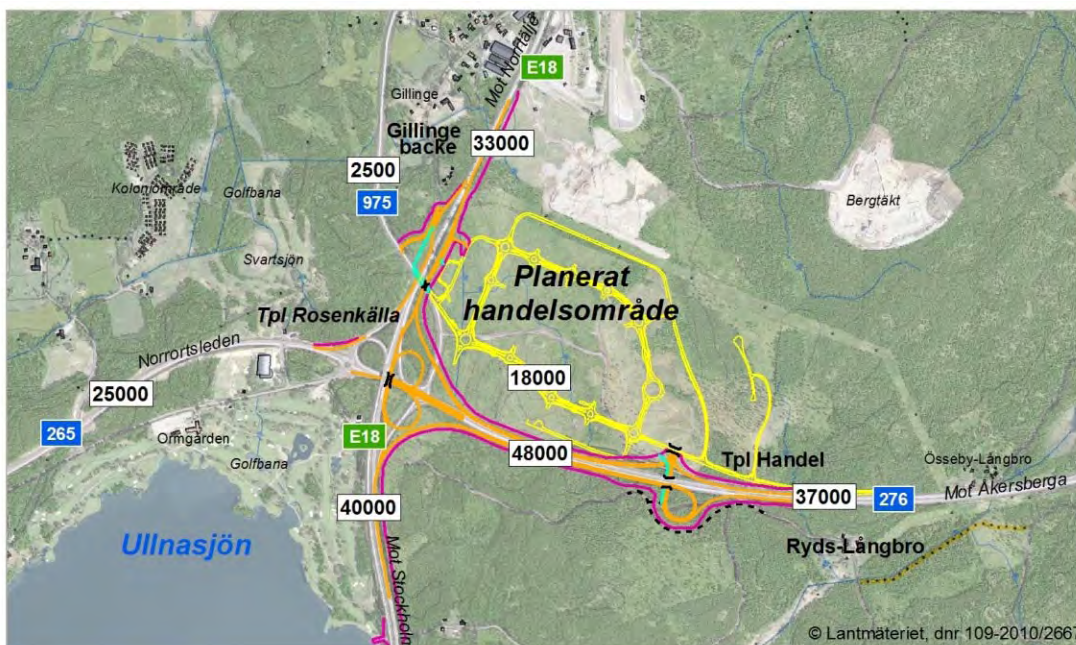 Mot Norrtälje
E18
Gillinge
Gillinge
backe
33000
2500
975
Koloniområde
Golfbana
Bergtäkt
Svartsjön
Planerat
handelsområde
Tpl Rosenkälla
Norrortsleden
25000
18000
265
Ormgården
E18
Golfbana
48000
Tpl Handel
Össeby-Långbro
40000
37000
276
Mot Åkersberga
Ullnasjön
Ryds-Långbro
Mot Stockholm
© Lantmäteriet, dnr 109-2010/2667